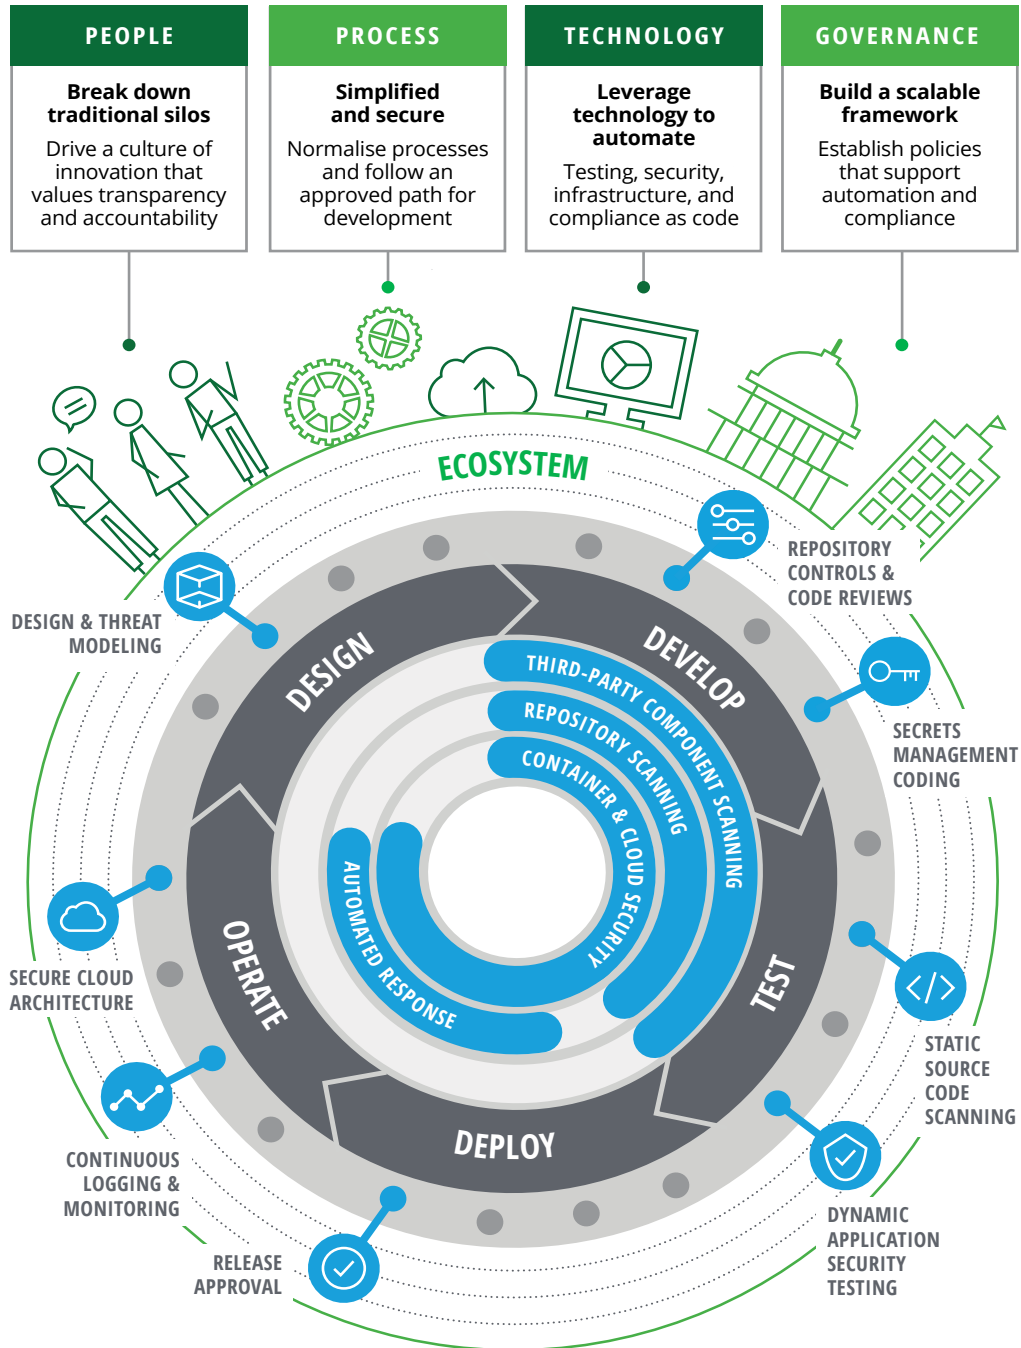 PEOPLE
Break down
traditional silos
Drive a culture of
innovation that
values transparency
and accountability
PROCESS
Simplified
and secure
Normalise processes
and follow an
approved path for
development
TECHNOLOGY
Leverage
technology to
automate
Testing, security,
infrastructure, and
compliance as code
GOVERNANCE
Build a scalable
framework
Establish policies
that support
automation and
compliance
ECOSYSTEM
DESIGN & THREAT
MODELING
REPOSITORY
CONTROLS &
CODE REVIEWS
SECRETS
MANAGEMENT
CODING
DESIGN
DEVELOP
THIRD-PARTY COMPONENT SCANNING
REPOSITORY SCANNING
CONTAINER & CLOUD SECURITY
AUTOMATED RESPONSE
OPERATE
TEST
DEPLOY
SECURE CLOUD
ARCHITECTURE
STATIC
SOURCE
CODE
SCANNING
CONTINUOUS
LOGGING &
MONITORING
DYNAMIC
APPLICATION
SECURITY
TESTING
RELEASE
APPROVAL